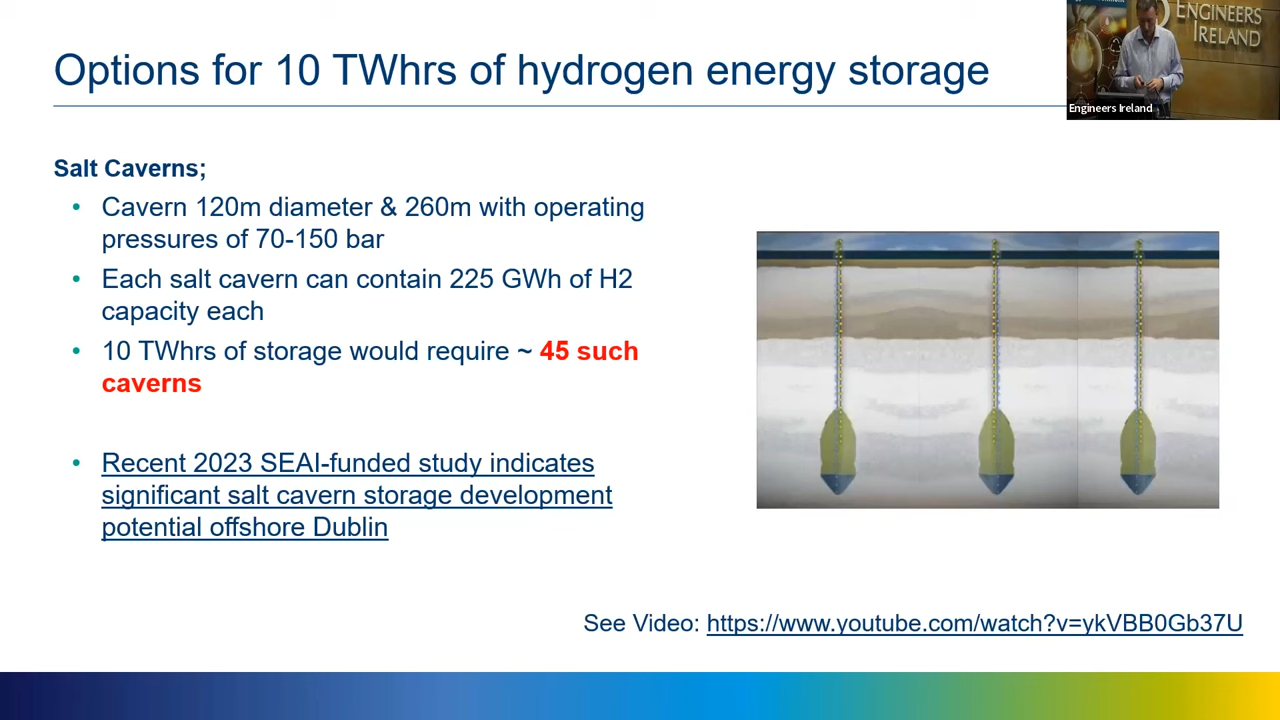 Options for 10 TWhrs of hydrogen energy storage
ENGINEERS
IRELAND
Engineers Ireland
Salt Caverns;
• Cavern 120m diameter & 260m with operating
pressures of 70-150 bar
• Each salt cavern can contain 225 GWh of H2
capacity each
• 10 TWhrs of storage would require ~ 45 such
caverns
• Recent 2023 SEAI-funded study indicates
significant salt cavern storage development
potential offshore Dublin
See Video: https://www.youtube.com/watch?v=ykVBB0Gb37U